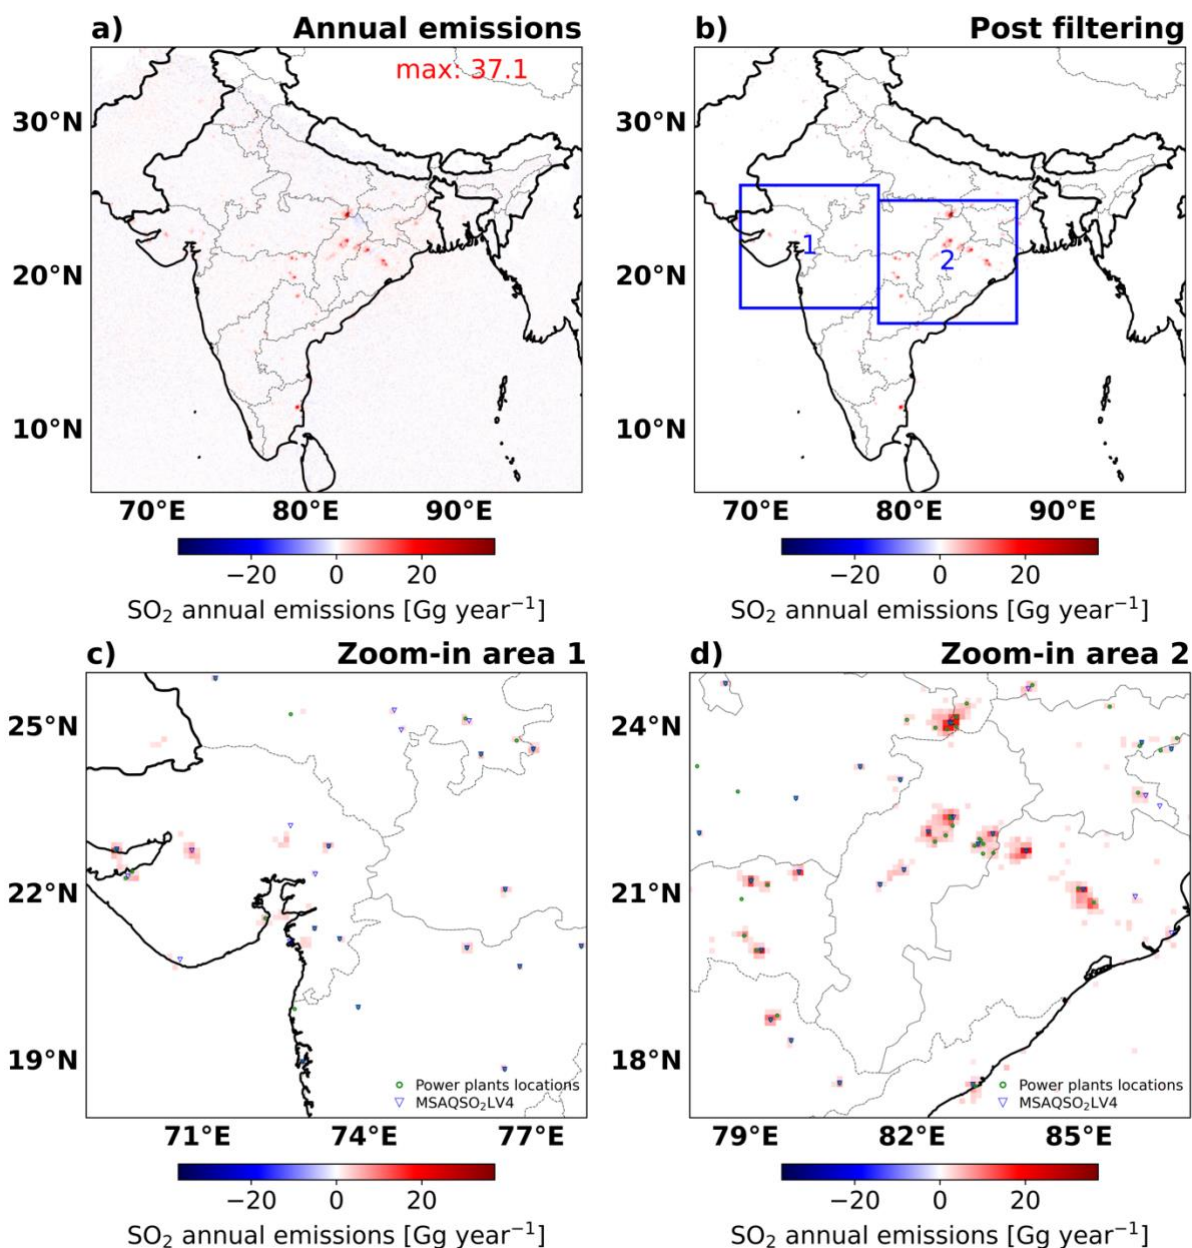 a) Annual emissions
max: 37.1
30°N
20°N
10°N
70°E 80°E 90°E
−20 0 20
SO₂ annual emissions [Gg year⁻¹]
b) Post filtering
1
2
30°N
20°N
10°N
70°E 80°E 90°E
−20 0 20
SO₂ annual emissions [Gg year⁻¹]
c) Zoom-in area 1
25°N
22°N
19°N
Power plants locations
MSAQSO₂LV4
71°E 74°E 77°E
−20 0 20
SO₂ annual emissions [Gg year⁻¹]
d) Zoom-in area 2
24°N
21°N
18°N
Power plants locations
MSAQSO₂LV4
79°E 82°E 85°E
−20 0 20
SO₂ annual emissions [Gg year⁻¹]